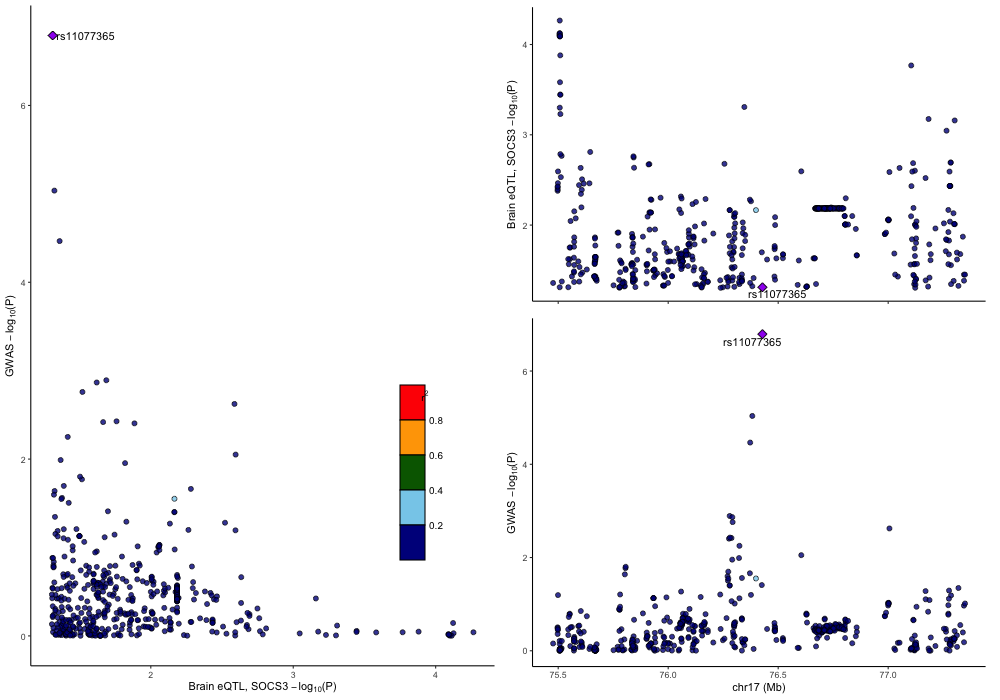 rs11077365
6
4
2
0
GWAS −log10(P)
2
3
4
Brain eQTL, SOCS3 −log10(P)
r2
0.8
0.6
0.4
0.2
4
3
2
Brain eQTL, SOCS3 −log10(P)
rs11077365
rs11077365
6
4
2
0
GWAS −log10(P)
75.5
76.0
76.5
77.0
chr17 (Mb)